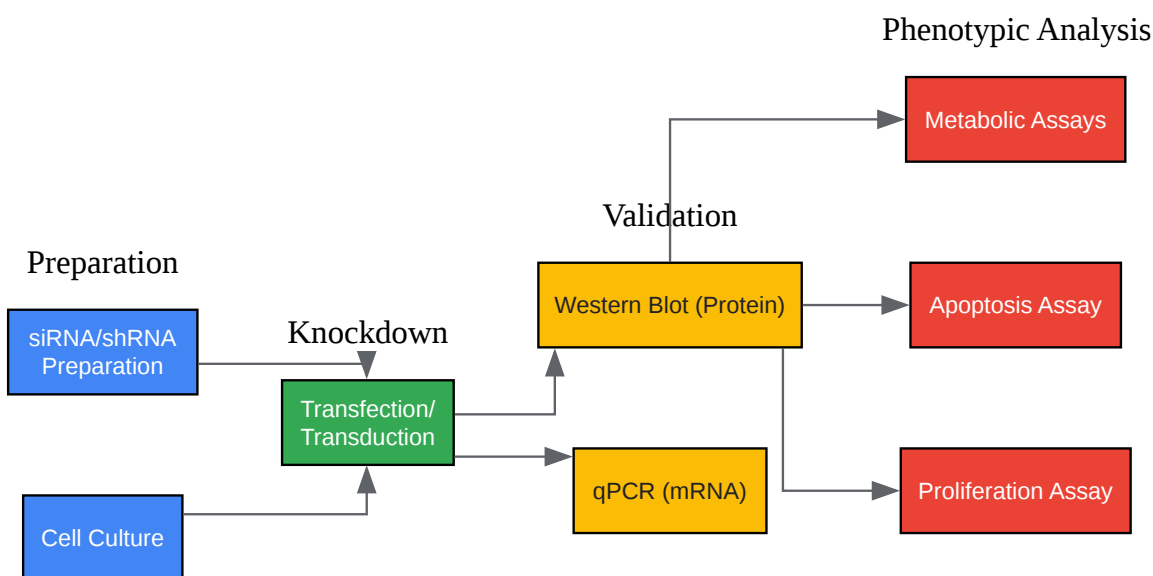 Preparation
siRNA/shRNA
Preparation
Cell Culture
Knockdown
Transfection/
Transduction
Validation
Western Blot (Protein)
qPCR (mRNA)
Phenotypic Analysis
Metabolic Assays
Apoptosis Assay
Proliferation Assay